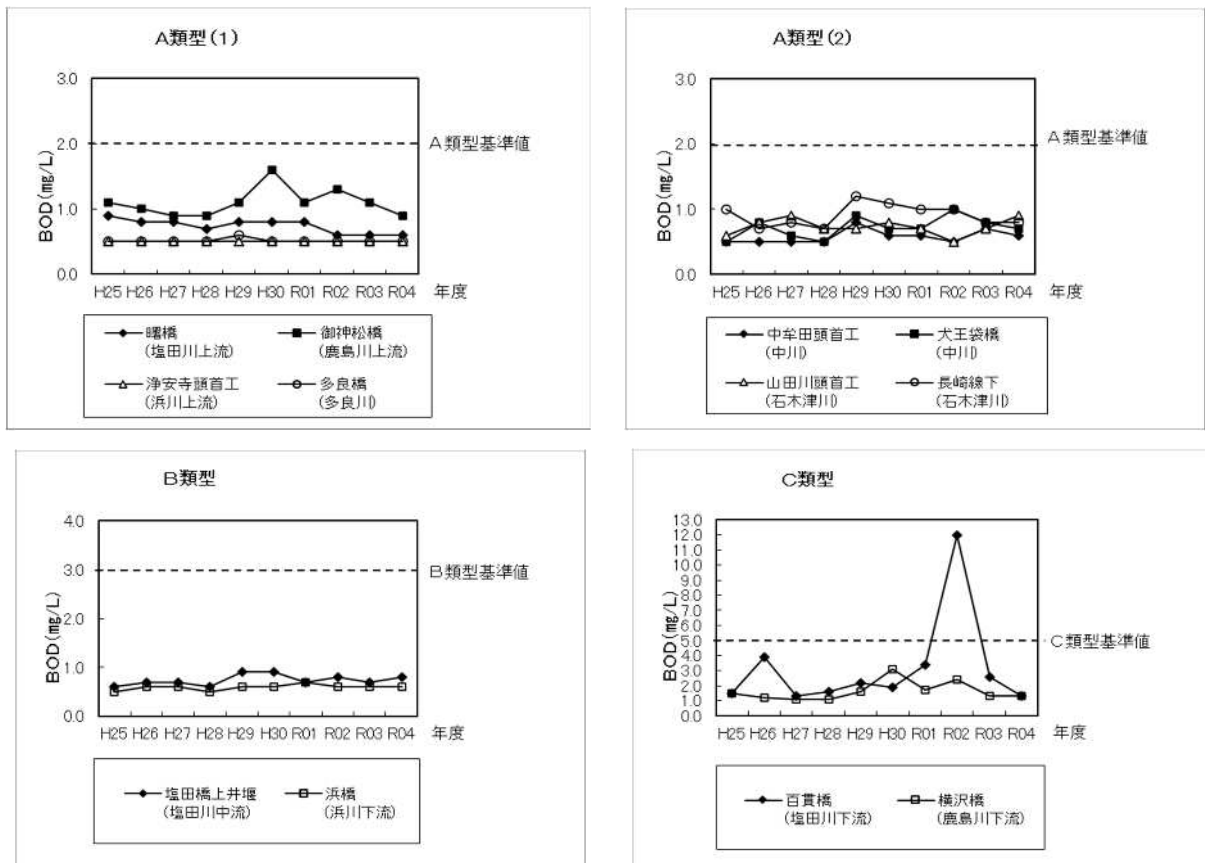 A類型(1)
BOD(㎎/L)
3.0
2.0
1.0
0.0
A類型基準値
H25 H26 H27 H28 H29 H30 R01 R02 R03 R04 年度
曙橋 御神松橋
(塩田川上流) (鹿島川上流)
浄安寺頭首工 多良橋
(浜川上流) (多良川)
A類型(2)
BOD(㎎/L)
3.0
2.0
1.0
0.0
A類型基準値
H25 H26 H27 H28 H29 H30 R01 R02 R03 R04 年度
中牟田頭首工 犬王袋橋
(中川) (中川)
山田川頭首工 長崎線下
(石木津川) (石木津川)
B類型
BOD(㎎/L)
4.0
3.0
2.0
1.0
0.0
B類型基準値
H25 H26 H27 H28 H29 H30 R01 R02 R03 R04 年度
塩田橋上井堰 浜橋
(塩田川中流) (浜川下流)
C類型
BOD(㎎/L)
13.0
12.0
11.0
10.0
9.0
8.0
7.0
6.0
5.0
4.0
3.0
2.0
1.0
0.0
C類型基準値
H25 H26 H27 H28 H29 H30 R01 R02 R03 R04 年度
百貫橋 横沢橋
(塩田川下流) (鹿島川下流)